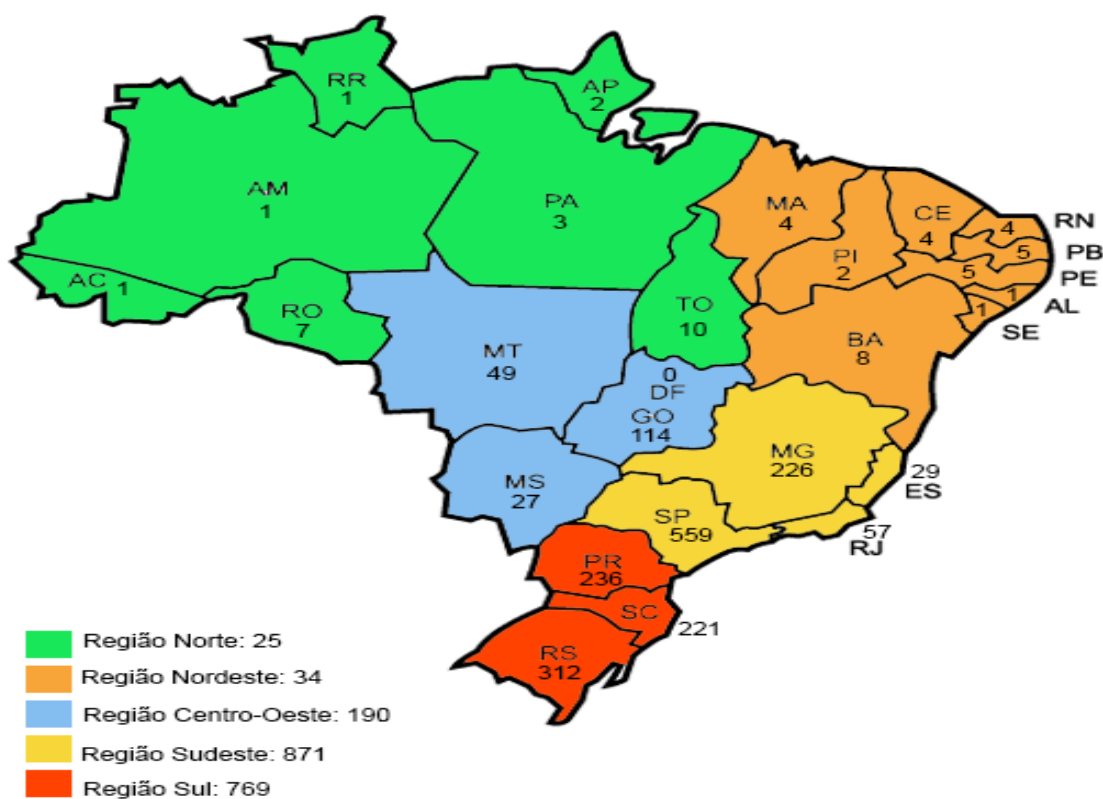 RR
1
AP
2
AM
1
PA
3
MA
4
CE
4
RN
4
PB
5
PI
2
PE
5
AC 1
RO
7
TO
10
AL
1
SE
1
MT
49
BA
8
0
DF
GO
114
MG
226
MS
27
29
ES
SP
559
57
RJ
PR
236
SC
221
RS
312
Região Norte: 25
Região Nordeste: 34
Região Centro-Oeste: 190
Região Sudeste: 871
Região Sul: 769